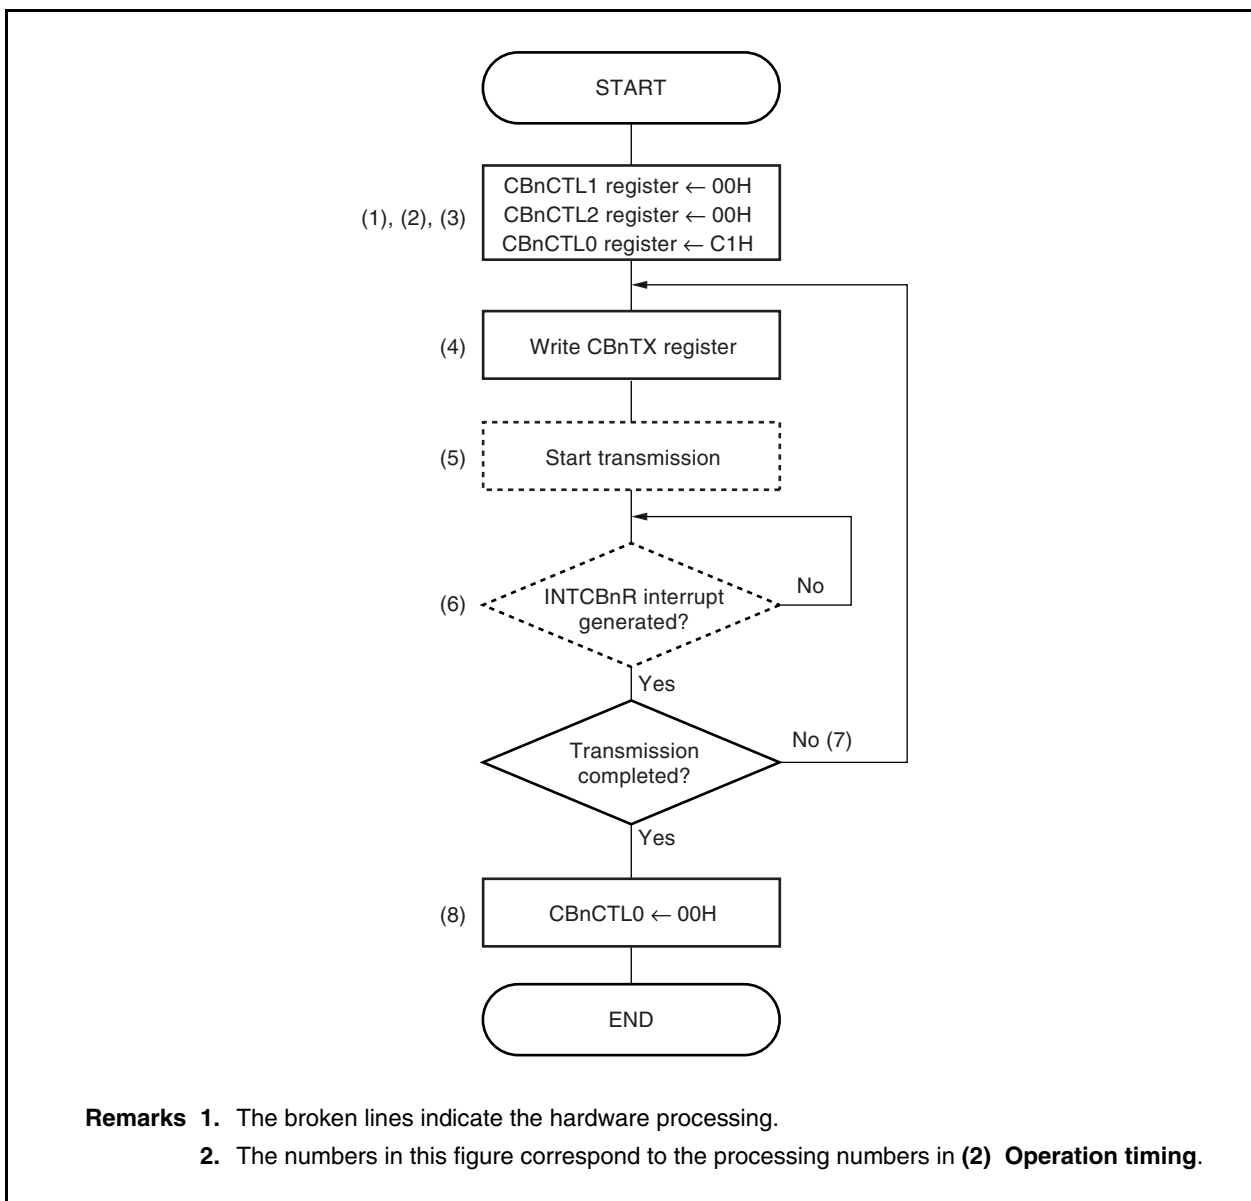 START
CBnCTL1 register ← 00H
(1), (2), (3) CBnCTL2 register ← 00H
CBnCTL0 register ← C1H
(4) Write CBnTX register
(5) Start transmission
(6) INTCBnR interrupt
generated?
No
Yes
Transmission
completed?
No (7)
Yes
(8) CBnCTL0 ← 00H
END
Remarks 1. The broken lines indicate the hardware processing.
2. The numbers in this figure correspond to the processing numbers in (2) Operation timing.